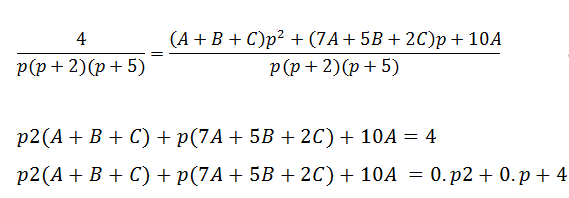 4/(p(p + 2)(p + 5)) = ((A + B + C)p² + (7A + 5B + 2C)p + 10A)/(p(p + 2)(p + 5))
p2(A + B + C) + p(7A + 5B + 2C) + 10A = 4
p2(A + B + C) + p(7A + 5B + 2C) + 10A = 0.p2 + 0.p + 4